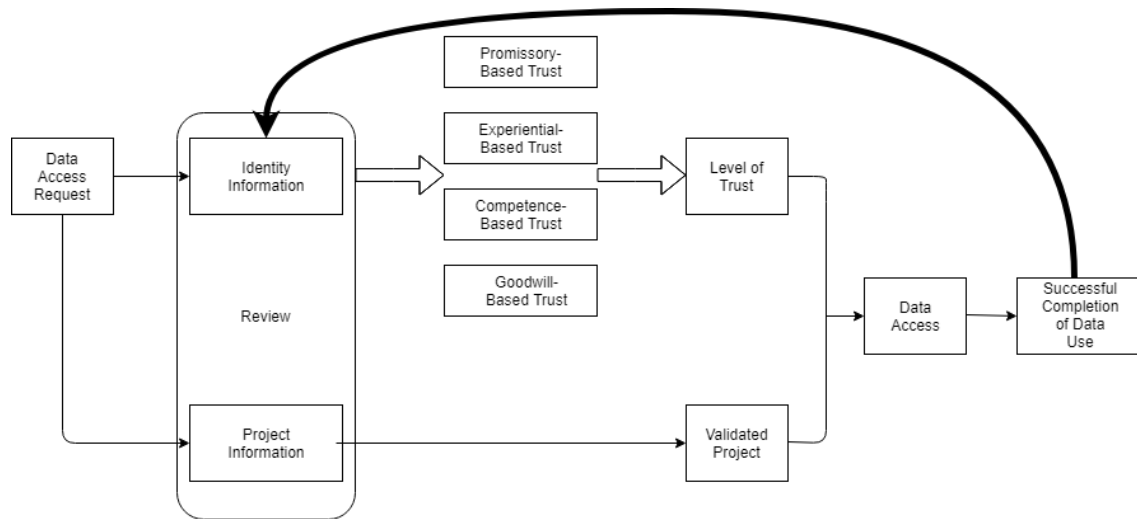 Promissory-
Based Trust
Experiential-
Based Trust
Data
Access
Request
Identity
Information
Level of
Trust
Competence-
Based Trust
Goodwill-
Based Trust
Review
Data
Access
Successful
Completion
of Data
Use
Project
Information
Validated
Project